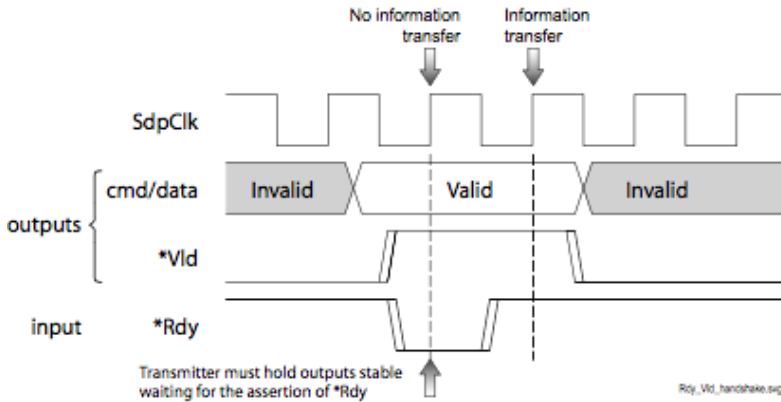 No information
transfer
Information
transfer
SdpClk
outputs
cmd/data
Invalid
Valid
Invalid
*Vld
input
*Rdy
Transmitter must hold outputs stable
waiting for the assertion of *Rdy
Rdy_Vld_handshake.svg